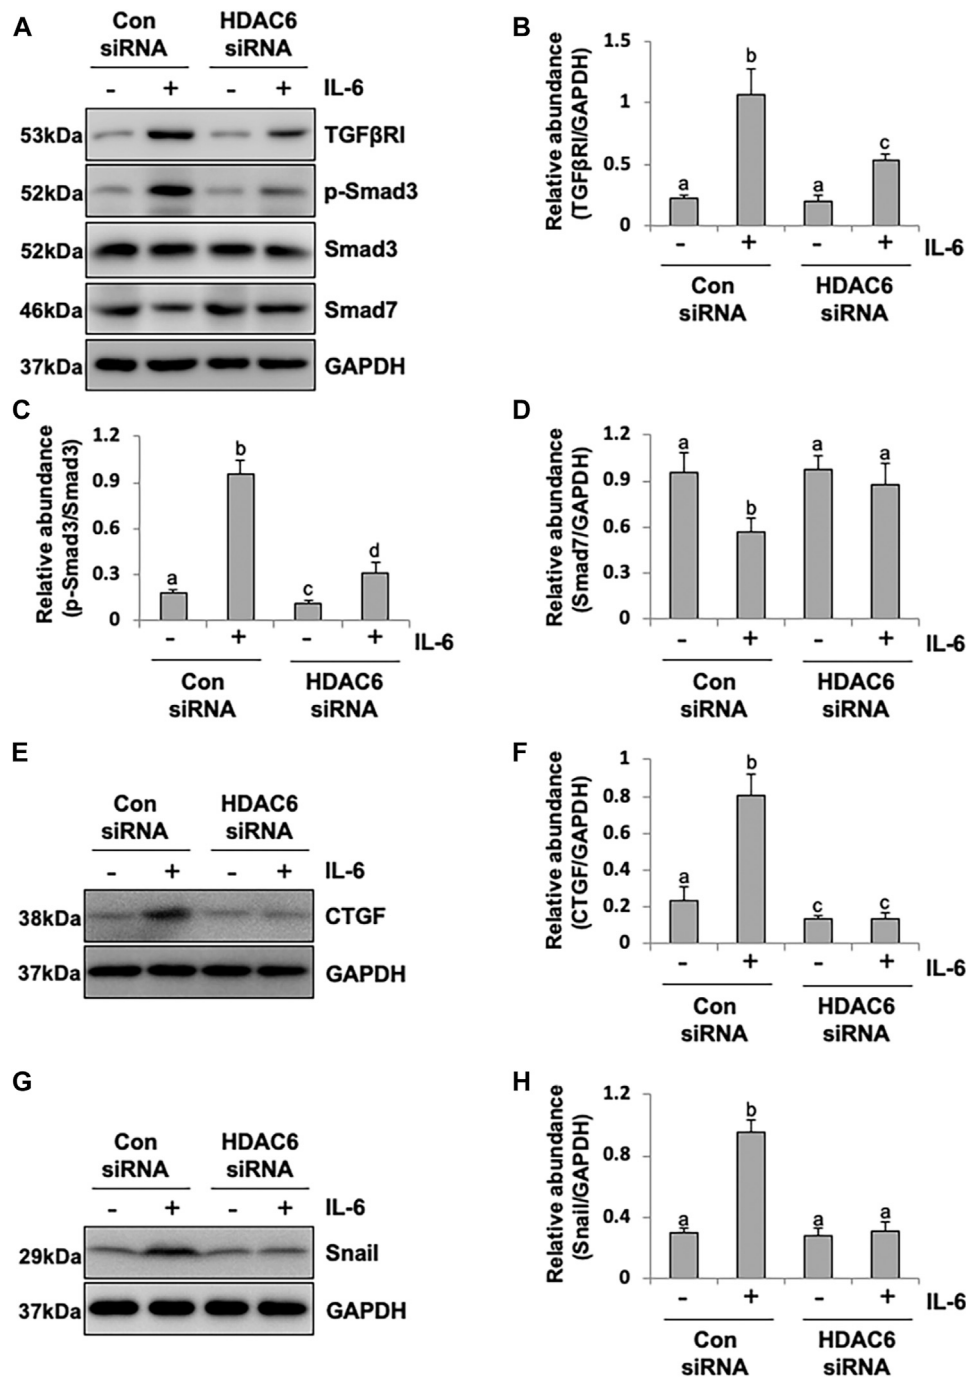 A
Con siRNA
HDAC6 siRNA
- + - + IL-6
53kDa TGFβRI
52kDa p-Smad3
52kDa Smad3
46kDa Smad7
37kDa GAPDH
B
Relative abundance
(TGFβRI/GAPDH)
1.5
1
0.5
0
a b a c
- + - + IL-6
Con siRNA
HDAC6 siRNA
C
Relative abundance
(p-Smad3/Smad3)
1.2
0.9
0.6
0.3
0
a b c d
- + - + IL-6
Con siRNA
HDAC6 siRNA
D
Relative abundance
(Smad7/GAPDH)
1.2
0.9
0.6
0.3
0
a b a a
- + - + IL-6
Con siRNA
HDAC6 siRNA
E
Con siRNA
HDAC6 siRNA
- + - + IL-6
38kDa CTGF
37kDa GAPDH
F
Relative abundance
(CTGF/GAPDH)
1
0.8
0.6
0.4
0.2
0
a b c c
- + - + IL-6
Con siRNA
HDAC6 siRNA
G
Con siRNA
HDAC6 siRNA
- + - + IL-6
29kDa Snail
37kDa GAPDH
H
Relative abundance
(Snail/GAPDH)
1.2
0.8
0.4
0
a b a a
- + - + IL-6
Con siRNA
HDAC6 siRNA